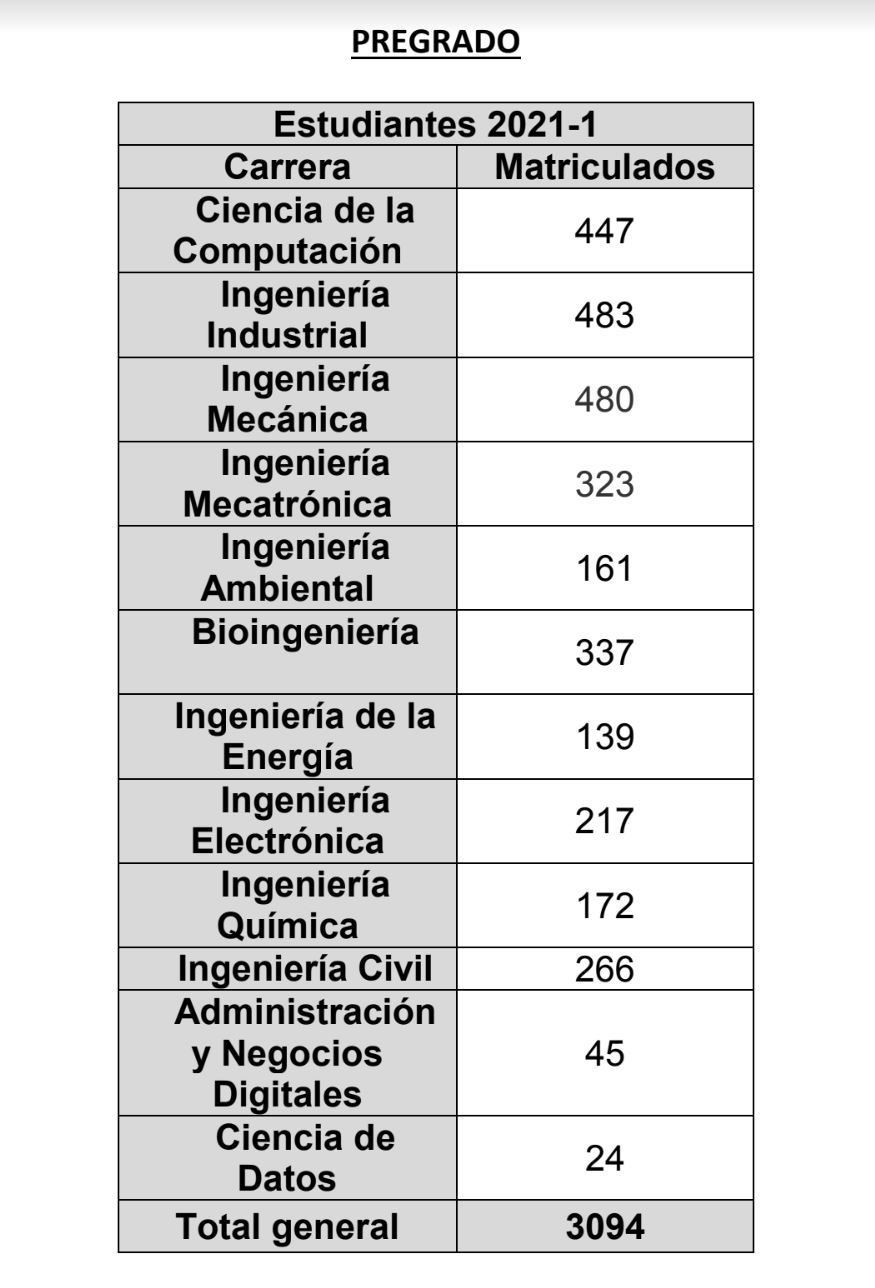 PREGRADO
Estudiantes 2021-1
Carrera Matriculados
Ciencia de la
Computación
447
Ingeniería
Industrial
483
Ingeniería
Mecánica
480
Ingeniería
Mecatrónica
323
Ingeniería
Ambiental
161
Bioingeniería
337
Ingeniería de la
Energía
139
Ingeniería
Electrónica
217
Ingeniería
Química
172
Ingeniería Civil 266
Administración
y Negocios
Digitales
45
Ciencia de
Datos
24
Total general 3094